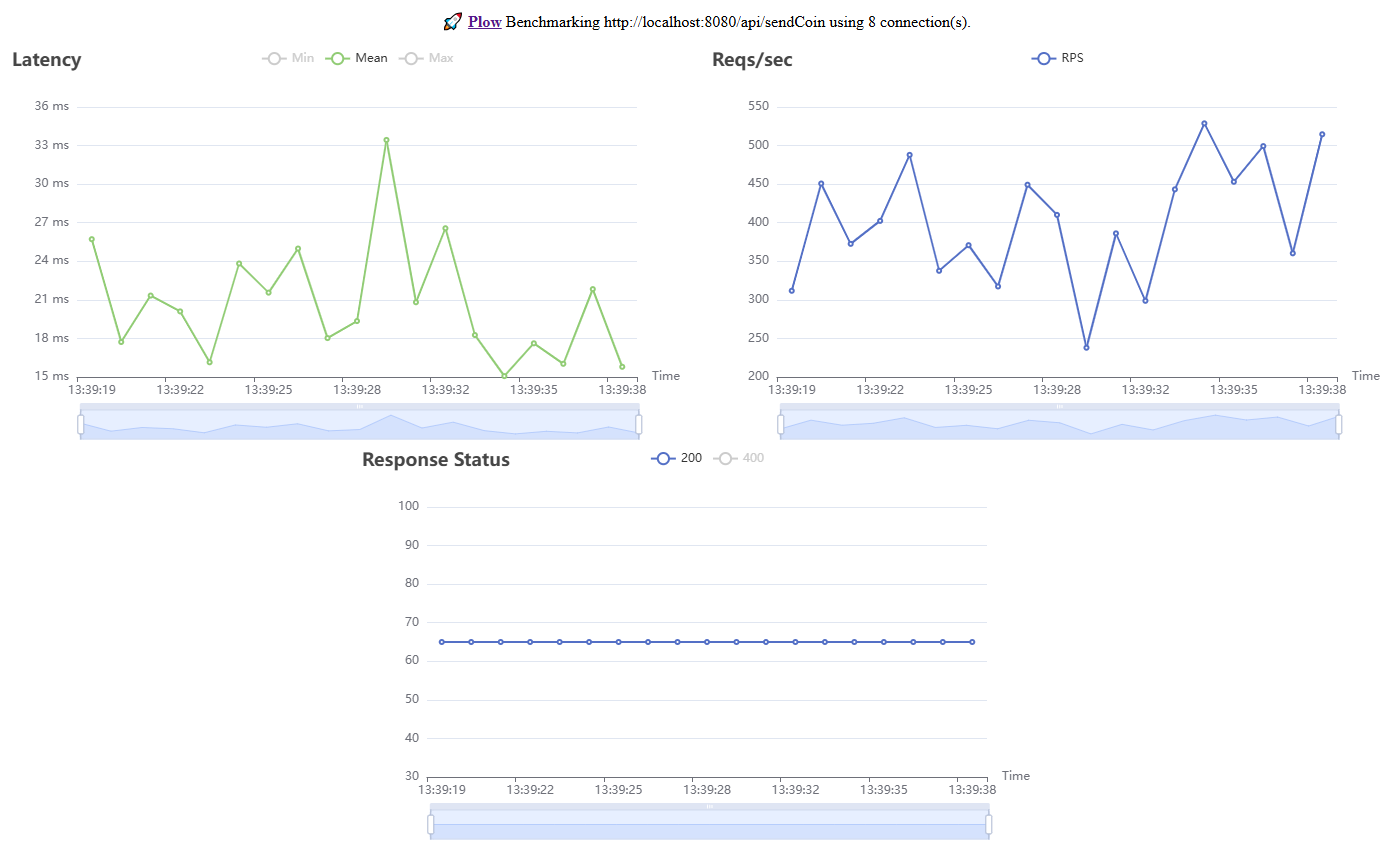 🚀 Plow Benchmarking http://localhost:8080/api/sendCoin using 8 connection(s).
Latency
Min Mean Max
36 ms
33 ms
30 ms
27 ms
24 ms
21 ms
18 ms
15 ms
13:39:19 13:39:22 13:39:25 13:39:28 13:39:32 13:39:35 13:39:38
Time
Reqs/sec
RPS
550
500
450
400
350
300
250
200
13:39:19 13:39:22 13:39:25 13:39:28 13:39:32 13:39:35 13:39:38
Time
Response Status
200 400
100
90
80
70
60
50
40
30
13:39:19 13:39:22 13:39:25 13:39:28 13:39:32 13:39:35 13:39:38
Time